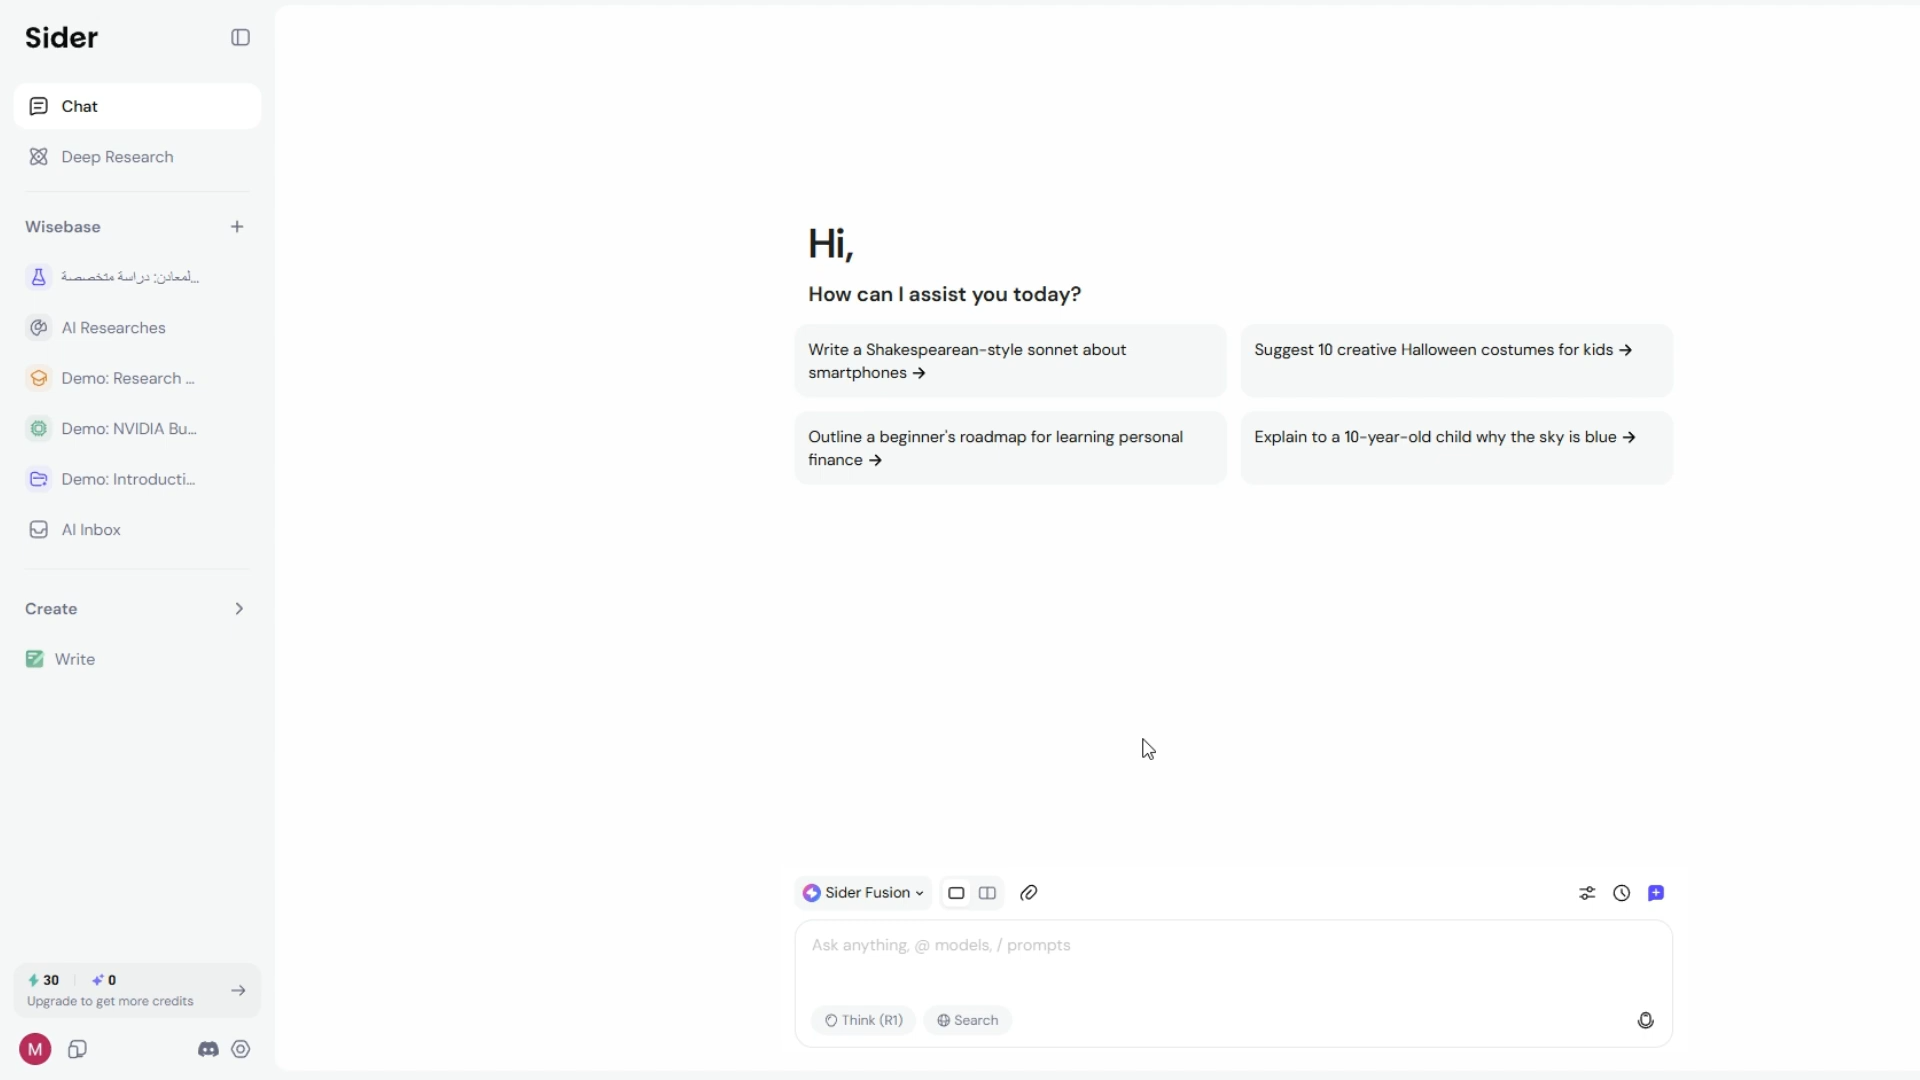 Sider
Chat
Deep Research
Wisebase
لمعادن: دراسة متخصصة...
AI Researches
Demo: Research ...
Demo: NVIDIA Bu...
Demo: Introducti...
AI Inbox
Create
Write
30
0
Upgrade to get more credits
M
Hi,
How can I assist you today?
Write a Shakespearean-style sonnet about
smartphones →
Suggest 10 creative Halloween costumes for kids →
Outline a beginner's roadmap for learning personal
finance →
Explain to a 10-year-old child why the sky is blue →
Sider Fusion
Ask anything, @ models, / prompts
Think (R1)
Search